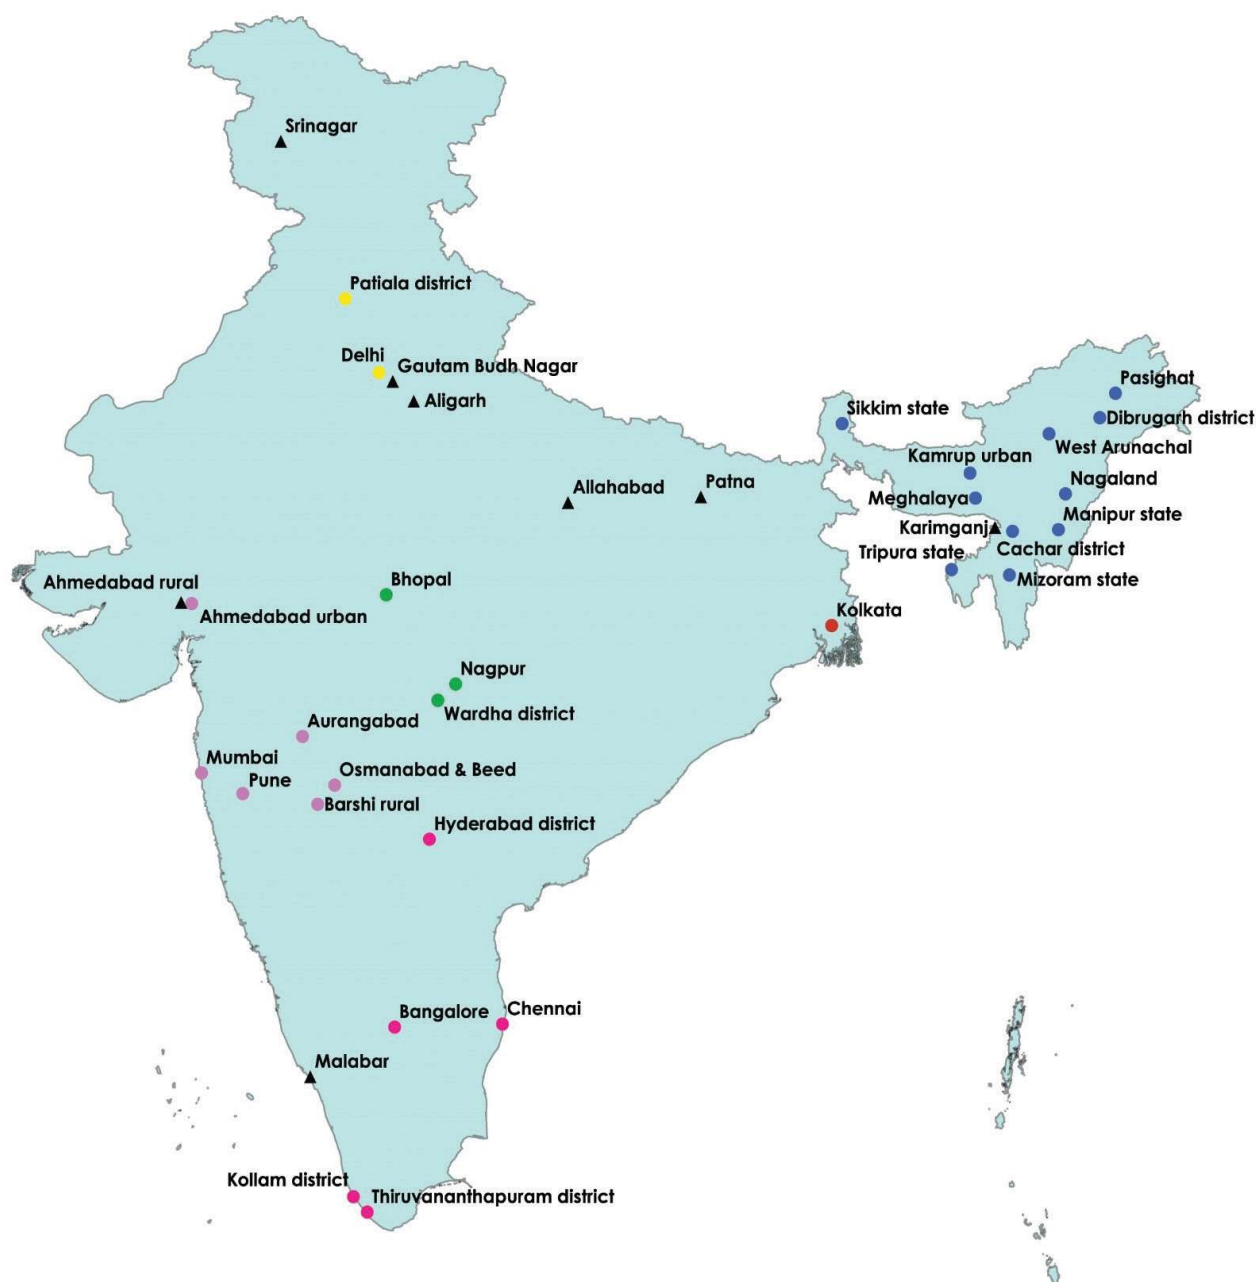 Srinagar
Patiala district
Delhi
Gautam Budh Nagar
Aligarh
Pasighat
Sikkim state
Dibrugarh district
West Arunachal
Kamrup urban
Nagaland
Allahabad
Patna
Meghalaya
Manipur state
Karimganj
Cachar district
Tripura state
Mizoram state
Ahmedabad rural
Ahmedabad urban
Bhopal
Kolkata
Nagpur
Wardha district
Aurangabad
Mumbai
Pune
Osmanabad & Beed
Barshi rural
Hyderabad district
Bangalore
Chennai
Malabar
Kollam district
Thiruvananthapuram district